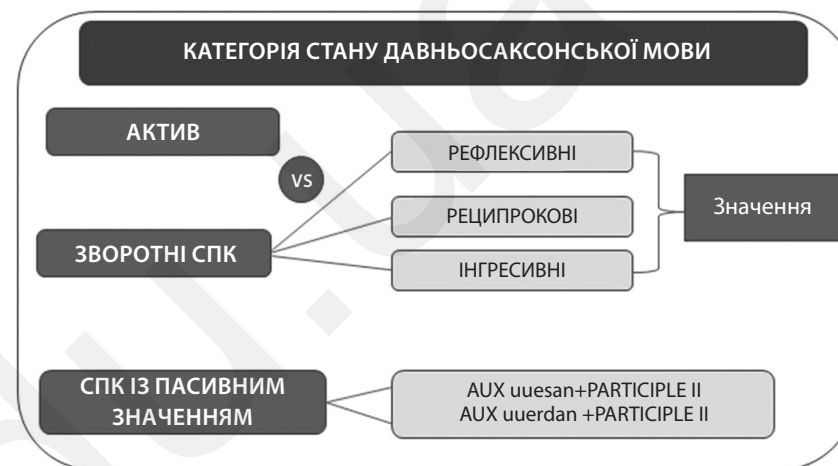 КАТЕГОРІЯ СТАНУ ДАВНЬОСАКСОНСЬКОЇ МОВИ
АКТИВ
VS
ЗВОРОТНІ СПК
РЕФЛЕКСИВНІ
РЕЦИПРОКОВІ
ІНГРЕСИВНІ
Значення
СПК ІЗ ПАСИВНИМ
ЗНАЧЕННЯМ
AUX uuesan+PARTICIPLE II
AUX uuerdan +PARTICIPLE II